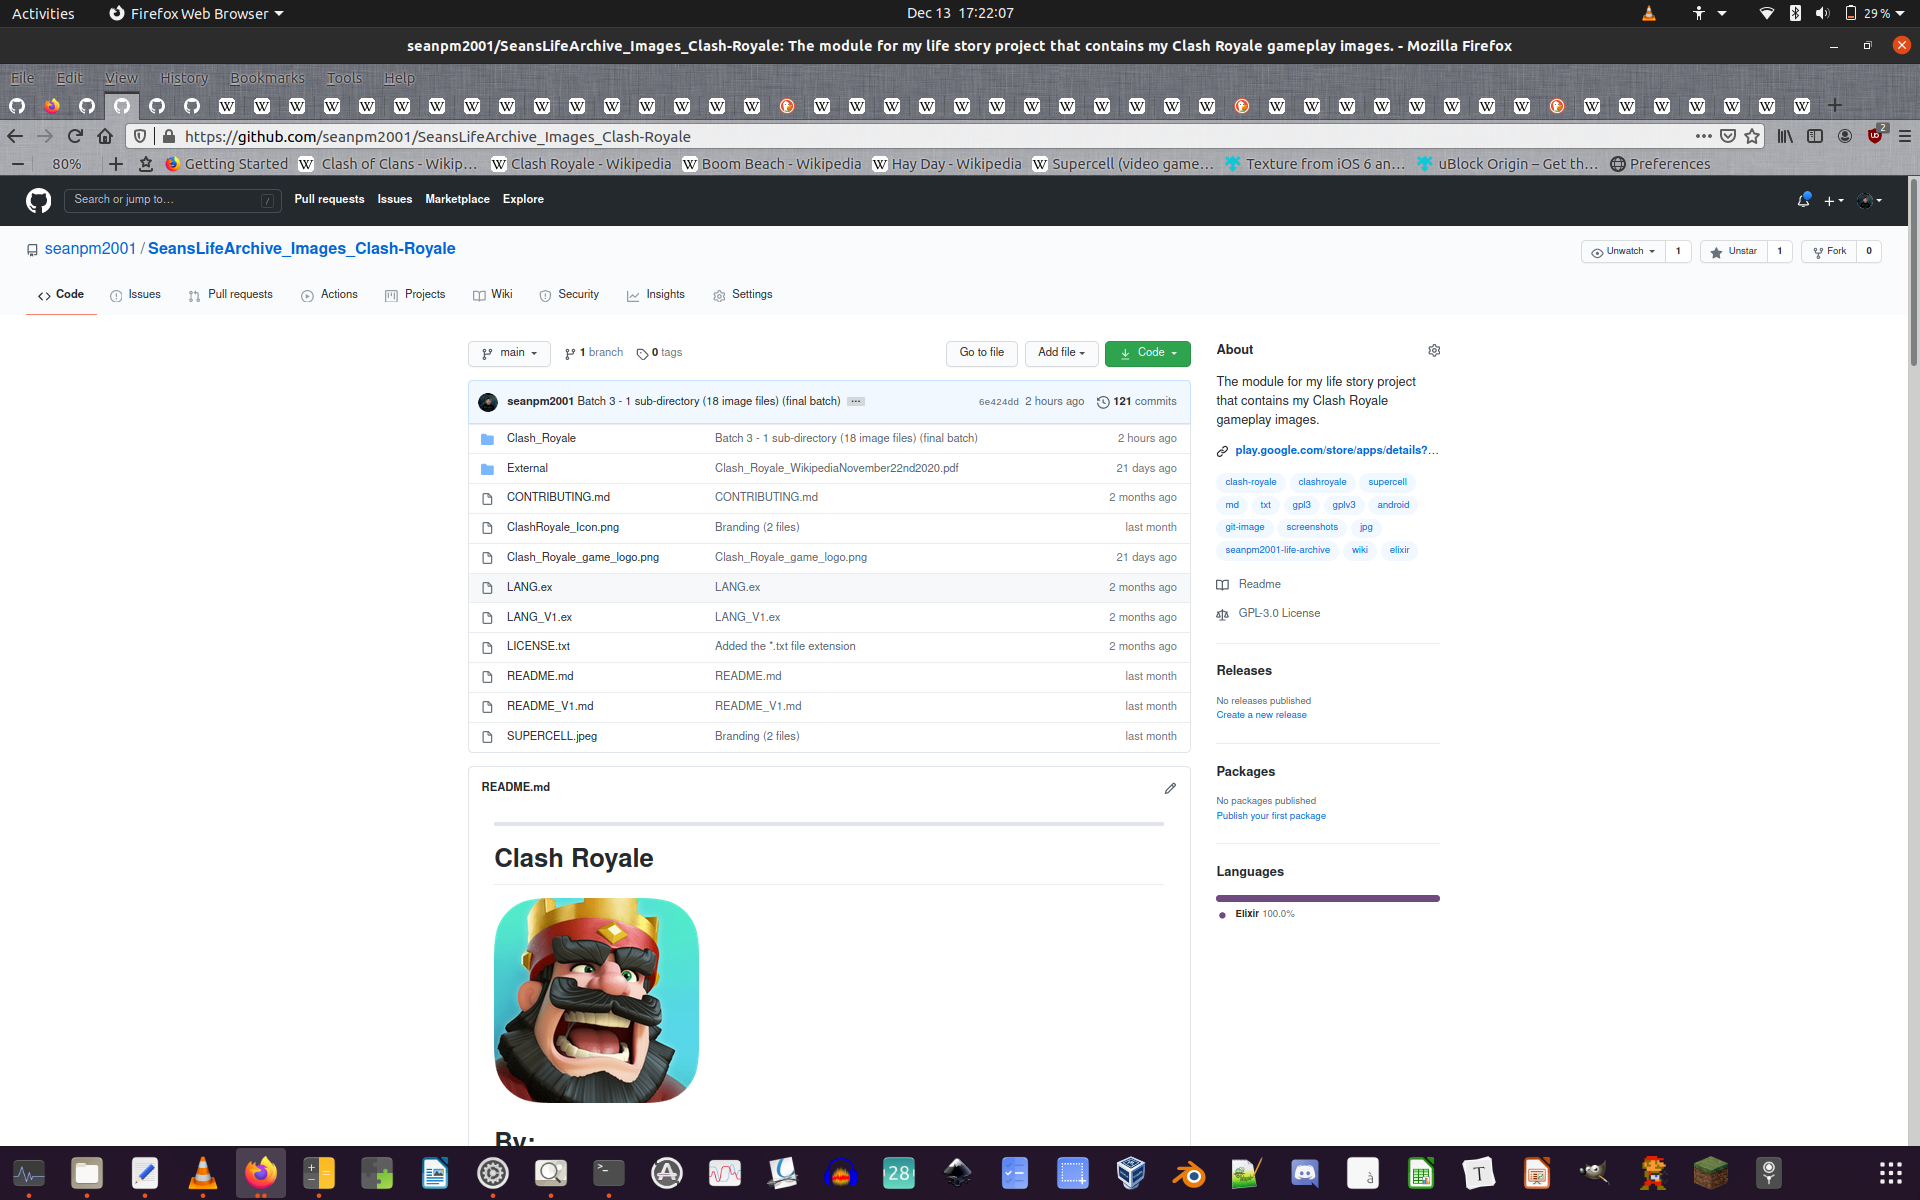 Activities Firefox Web Browser Dec 13 17:22:07 29 %
seanpm2001/SeansLifeArchive_Images_Clash-Royale: The module for my life story project that contains my Clash Royale gameplay images. - Mozilla Firefox
File Edit View History Bookmarks Tools Help
https://github.com/seanpm2001/SeansLifeArchive_Images_Clash-Royale 2
80% Getting Started Clash of Clans - Wikip... Clash Royale - Wikipedia Boom Beach - Wikipedia Hay Day - Wikipedia Supercell (video game... Texture from iOS 6 an... uBlock Origin – Get th... Preferences
Search or jump to... / Pull requests Issues Marketplace Explore
seanpm2001 / SeansLifeArchive_Images_Clash-Royale Unwatch 1 Unstar 1 Fork 0
Code Issues Pull requests Actions Projects Wiki Security Insights Settings
main 1 branch 0 tags Go to file Add file Code
seanpm2001 Batch 3 - 1 sub-directory (18 image files) (final batch) ... 6e424dd 2 hours ago 121 commits
Clash_Royale Batch 3 - 1 sub-directory (18 image files) (final batch) 2 hours ago
External Clash_Royale_WikipediaNovember22nd2020.pdf 21 days ago
CONTRIBUTING.md CONTRIBUTING.md 2 months ago
ClashRoyale_Icon.png Branding (2 files) last month
Clash_Royale_game_logo.png Clash_Royale_game_logo.png 21 days ago
LANG.ex LANG.ex 2 months ago
LANG_V1.ex LANG_V1.ex 2 months ago
LICENSE.txt Added the *.txt file extension 2 months ago
README.md README.md last month
README_V1.md README_V1.md last month
SUPERCELL.jpeg Branding (2 files) last month
README.md
Clash Royale
By:
About
The module for my life story project
that contains my Clash Royale
gameplay images.
play.google.com/store/apps/details?...
clash-royale clashroyale supercell
md txt gpl3 gplv3 android
git-image screenshots jpg
seanpm2001-life-archive wiki elixir
Readme
GPL-3.0 License
Releases
No releases published
Create a new release
Packages
No packages published
Publish your first package
Languages
Elixir 100.0%
28